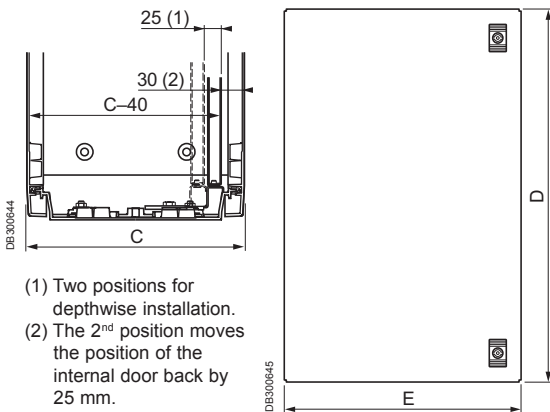 25 (1)
30 (2)
C–40
C
DB300644
(1) Two positions for
depthwise installation.
(2) The 2nd position moves
the position of the
internal door back by
25 mm.
D
E
DB300645